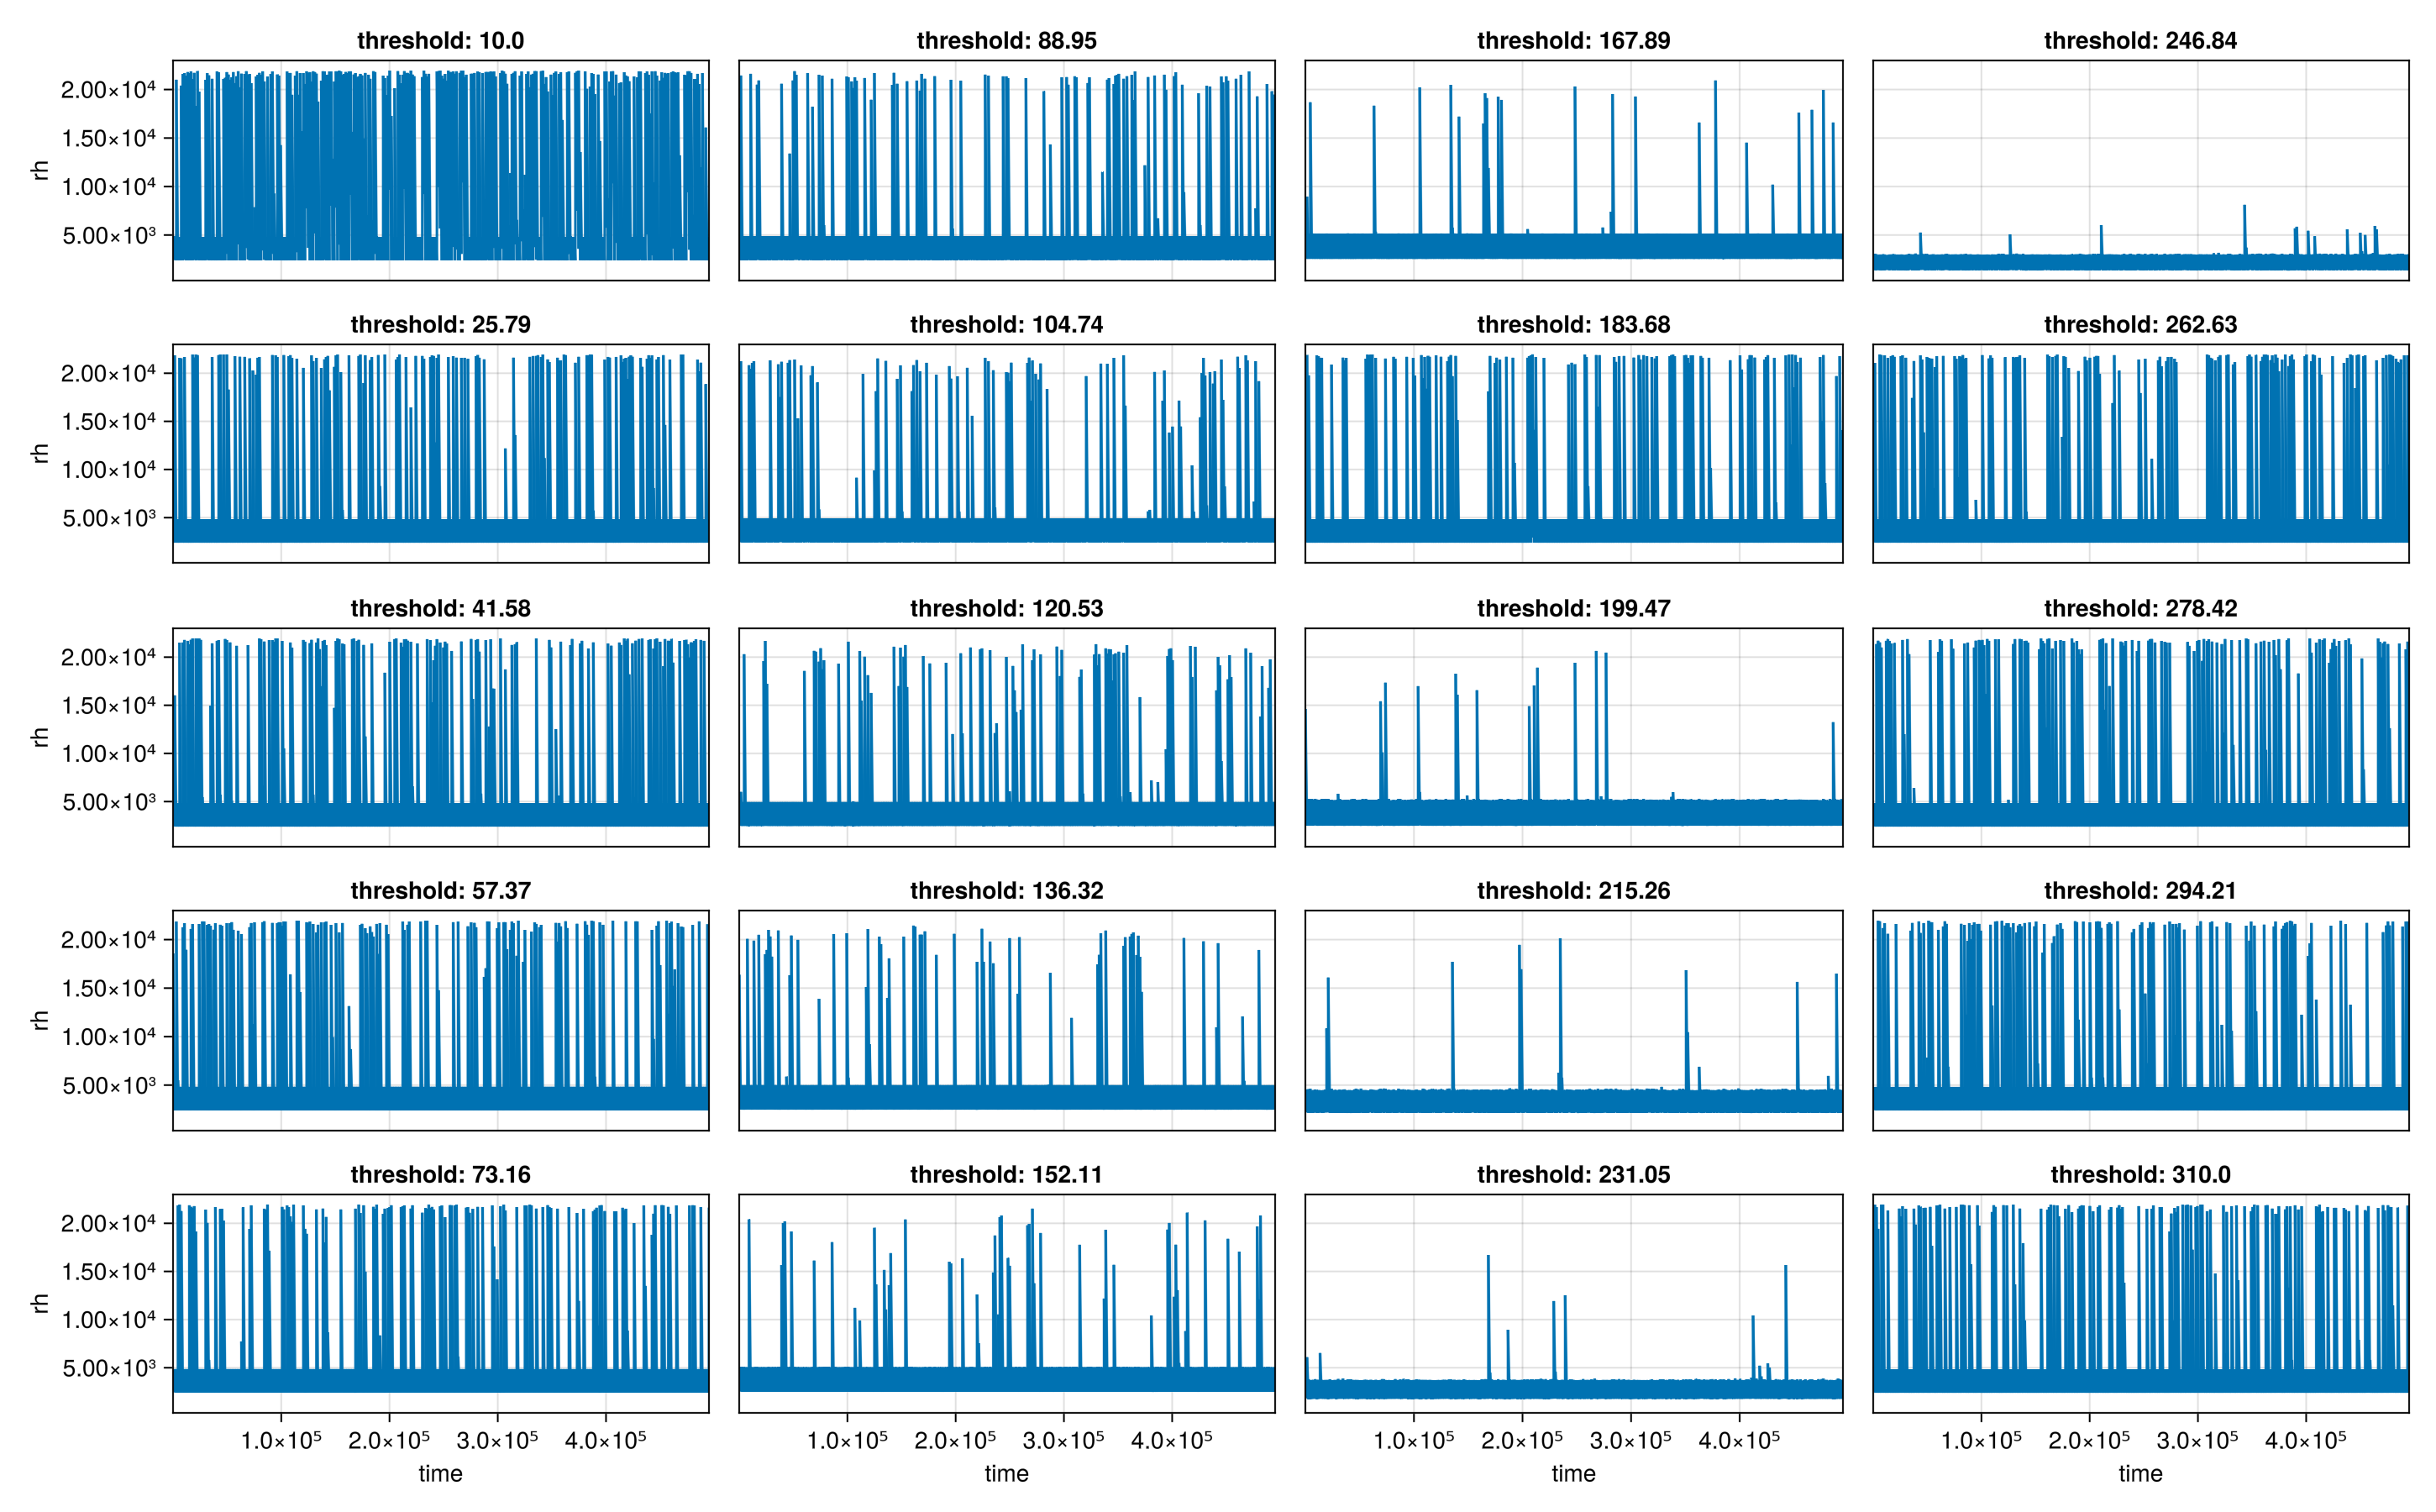 threshold: 10.0
threshold: 88.95
threshold: 167.89
threshold: 246.84
2.00×10⁴
1.50×10⁴
1.00×10⁴
5.00×10³
rh
threshold: 25.79
threshold: 104.74
threshold: 183.68
threshold: 262.63
2.00×10⁴
1.50×10⁴
1.00×10⁴
5.00×10³
rh
threshold: 41.58
threshold: 120.53
threshold: 199.47
threshold: 278.42
2.00×10⁴
1.50×10⁴
1.00×10⁴
5.00×10³
rh
threshold: 57.37
threshold: 136.32
threshold: 215.26
threshold: 294.21
2.00×10⁴
1.50×10⁴
1.00×10⁴
5.00×10³
rh
threshold: 73.16
threshold: 152.11
threshold: 231.05
threshold: 310.0
2.00×10⁴
1.50×10⁴
1.00×10⁴
5.00×10³
rh
1.0×10⁵ 2.0×10⁵ 3.0×10⁵ 4.0×10⁵
1.0×10⁵ 2.0×10⁵ 3.0×10⁵ 4.0×10⁵
1.0×10⁵ 2.0×10⁵ 3.0×10⁵ 4.0×10⁵
1.0×10⁵ 2.0×10⁵ 3.0×10⁵ 4.0×10⁵
time
time
time
time